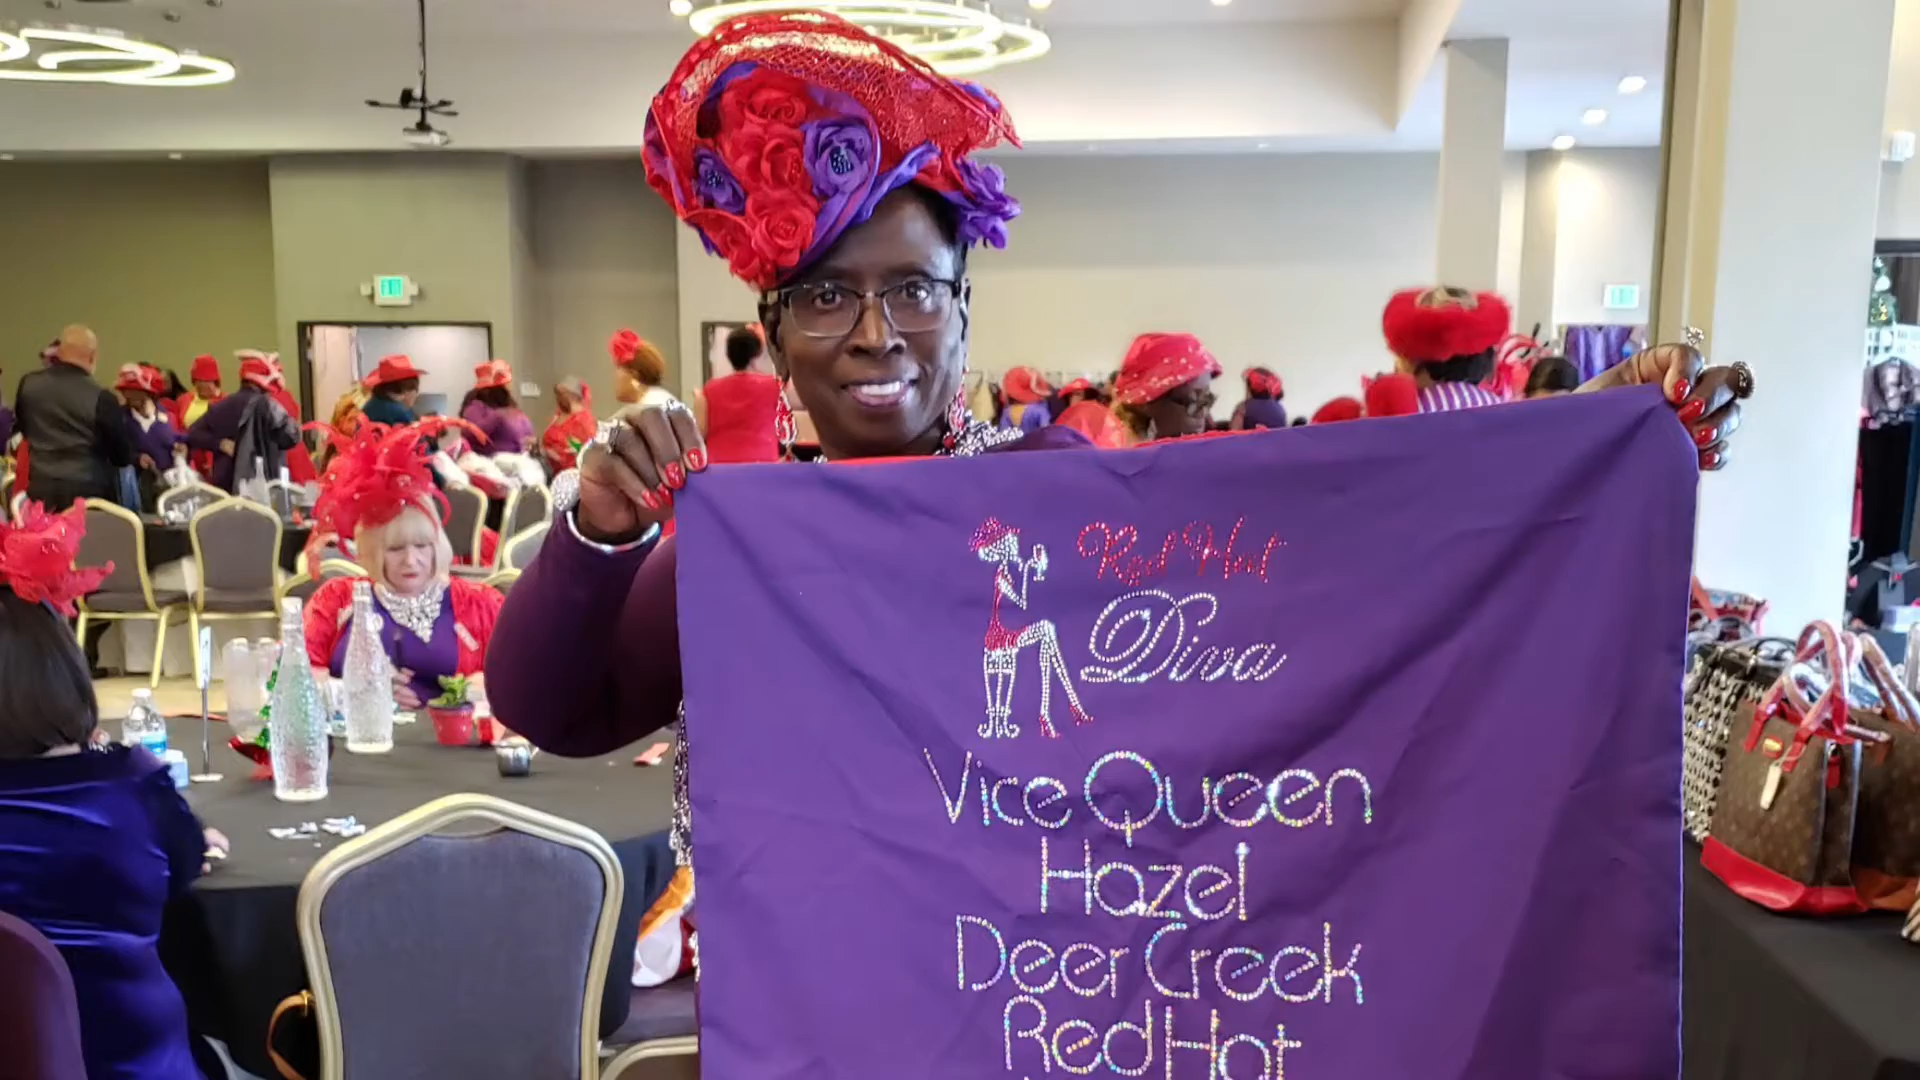 Red Hat
Diva
Vice Queen
Hazel
Deer Creek
Red Hat